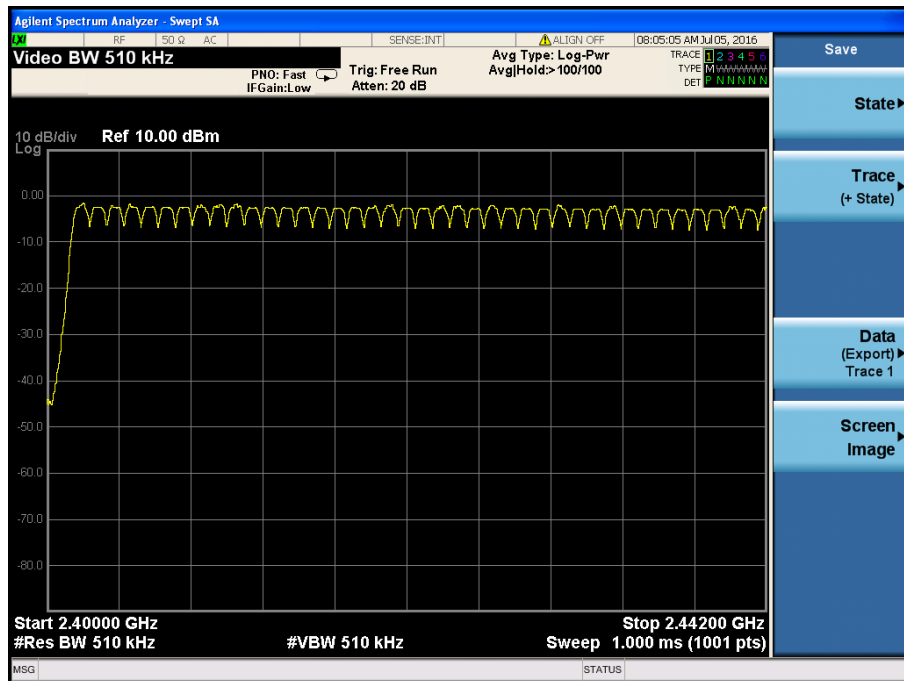 Agilent Spectrum Analyzer - Swept SA
LXI RF 50 Ω AC SENSE:INT ALIGN OFF 08:05:05 AM Jul 05, 2016
Video BW 510 kHz
PNO: Fast
IFGain:Low
Trig: Free Run
Atten: 20 dB
Avg Type: Log-Pwr
Avg|Hold:> 100/100
TRACE 1 2 3 4 5 6
TYPE M WWWWW
DET P N N N N N
10 dB/div Ref 10.00 dBm
Log
0.00
-10.0
-20.0
-30.0
-40.0
-50.0
-60.0
-70.0
-80.0
Start 2.40000 GHz Stop 2.44200 GHz
#Res BW 510 kHz #VBW 510 kHz Sweep 1.000 ms (1001 pts)
MSG STATUS
Save
State
Trace
(+ State)
Data
(Export)
Trace 1
Screen
Image